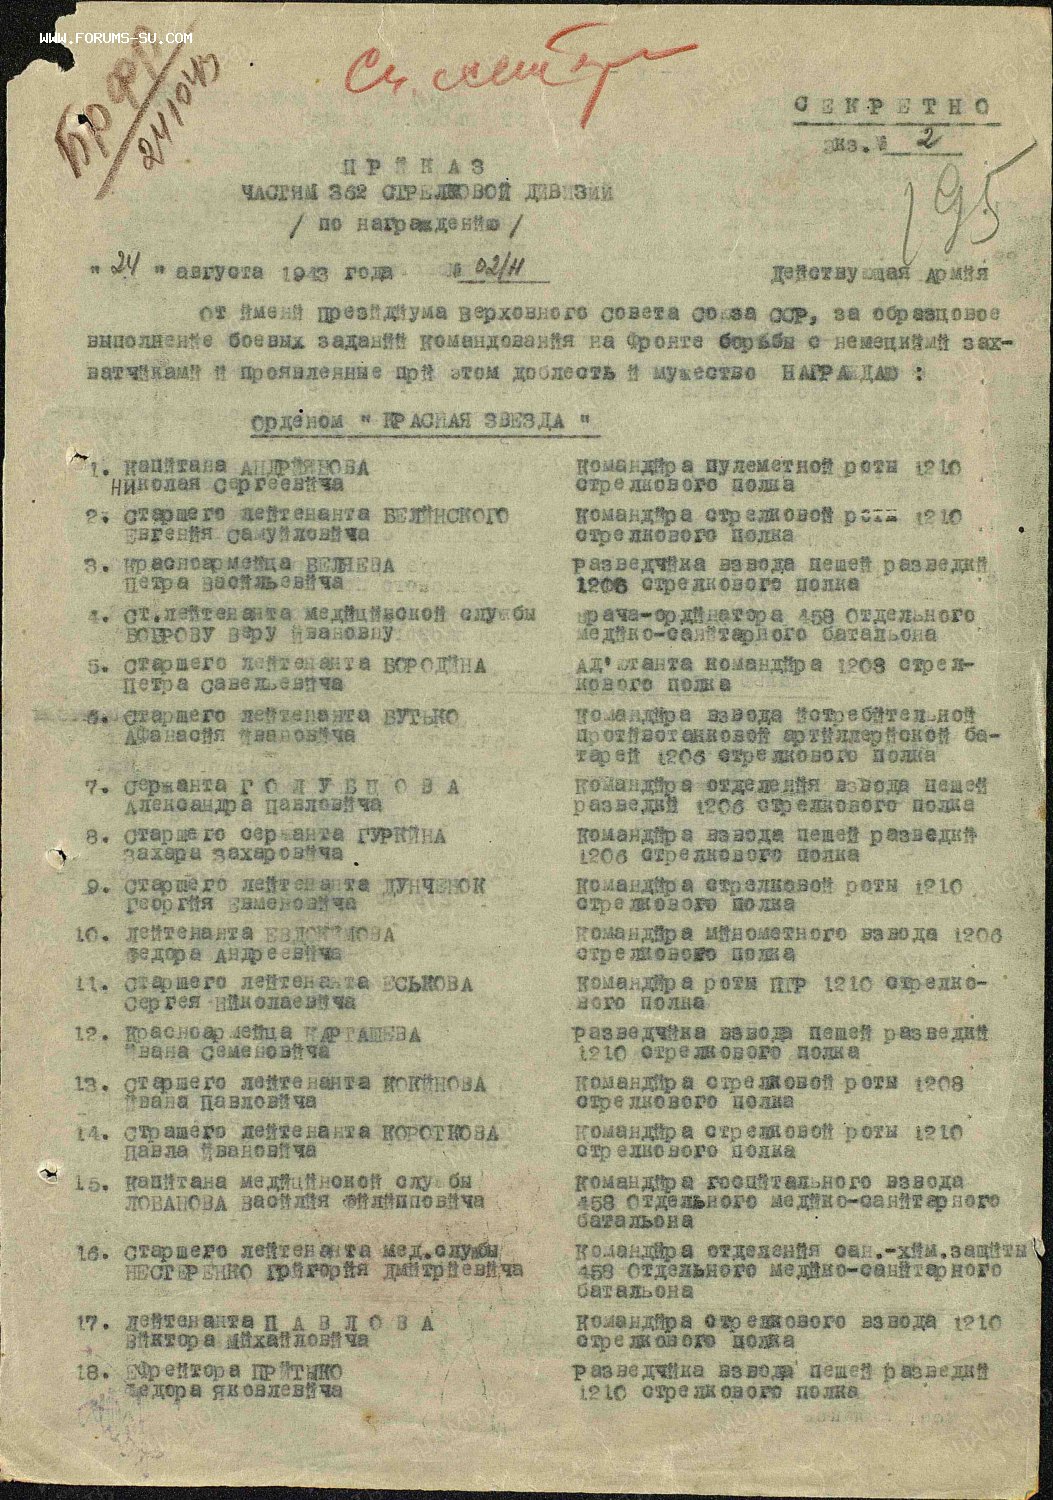 WWW.FORUMS-SU.COM
24/10 43
СЕКРЕТНО
экз.№ 2
195
ПРИКАЗ
ЧАСТЯМ 362 СТРЕЛКОВОЙ ДИВИЗИИ
/ по награждению /
" 24 " августа 1943 года № 02/н Действующая Армия
От имени Президиума Верховного Совета Союза ССР, за образцовое
выполнение боевых заданий командования на фронте борьбы с немецкими зах-
ватчиками и проявленные при этом доблесть и мужество НАГРАЖДАЮ :
Орденом " КРАСНАЯ ЗВЕЗДА "
1. Капитана АНДРИЯНОВА Командира пулеметной роты 1210
Николая Сергеевича стрелкового полка
2. Старшего лейтенанта БЕЛИНСКОГО Командира стрелковой роты 1210
Евгения Самуйловича стрелкового полка
3. Красноармейца БЕЛЯЕВА Разведчика взвода пешей разведки
Петра Васильевича 1206 стрелкового полка
4. Ст.лейтенанта медицинской службы Врача-ординатора 458 Отдельного
БОБРОВУ Веру Ивановну медико-санитарного батальона
5. Старшего лейтенанта БОРОДИНА Ад'ютанта командира 1208 стрел-
Петра Савельевича кового полка
6. Старшего лейтенанта БУТЬКО Командира взвода истребительной
Афанасия Ивановича противотанковой артиллерийской ба-
тареи 1206 стрелкового полка
7. Сержанта ГОЛУБЦОВА Командира отделения взвода пешей
Александра Павловича разведки 1206 стрелкового полка
8. Старшего сержанта ГУРКИНА Командира взвода пешей разведки
Захара Захаровича 1206 стрелкового полка
9. Старшего лейтенанта ДУНЧЕНОК Командира стрелковой роты 1210
Георгия Евменовича стрелкового полка
10. Лейтенанта ЕВДОКИМОВА Командира минометного взвода 1206
Федора Андреевича стрелкового полка
11. Старшего лейтенанта ЕСЬКОВА Командира роты ПТР 1210 стрелко-
Сергея Николаевича вого полка
12. Красноармейца КАРТАШЕВА Разведчика взвода пешей разведки
Ивана Семеновича 1210 стрелкового полка
13. Старшего лейтенанта КОКИНОВА Командира стрелковой роты 1208
Ивана Павловича стрелкового полка
14. Страшего лейтенанта КОРОТКОВА Командира стрелковой роты 1210
Павла Ивановича стрелкового полка
15. Капитана медицинской службы Командира госпитального взвода
ЛОБАНОВА Василия Филипповича 458 Отдельного медико-санитарного
батальона
16. Старшего лейтенанта мед.службы Командира отделения сан.-хим.защиты
НЕСТЕРЕНКО Григория Дмитриевича 458 Отдельного медико-санитарного
батальона
17. Лейтенанта ПАВЛОВА Командира стрелкового взвода 1210
Виктора Михайловича стрелкового полка
18. Ефрейтора ПРИТЫКО Разведчика взвода пешей разведки
Федора Яковлевича 1210 стрелкового полка